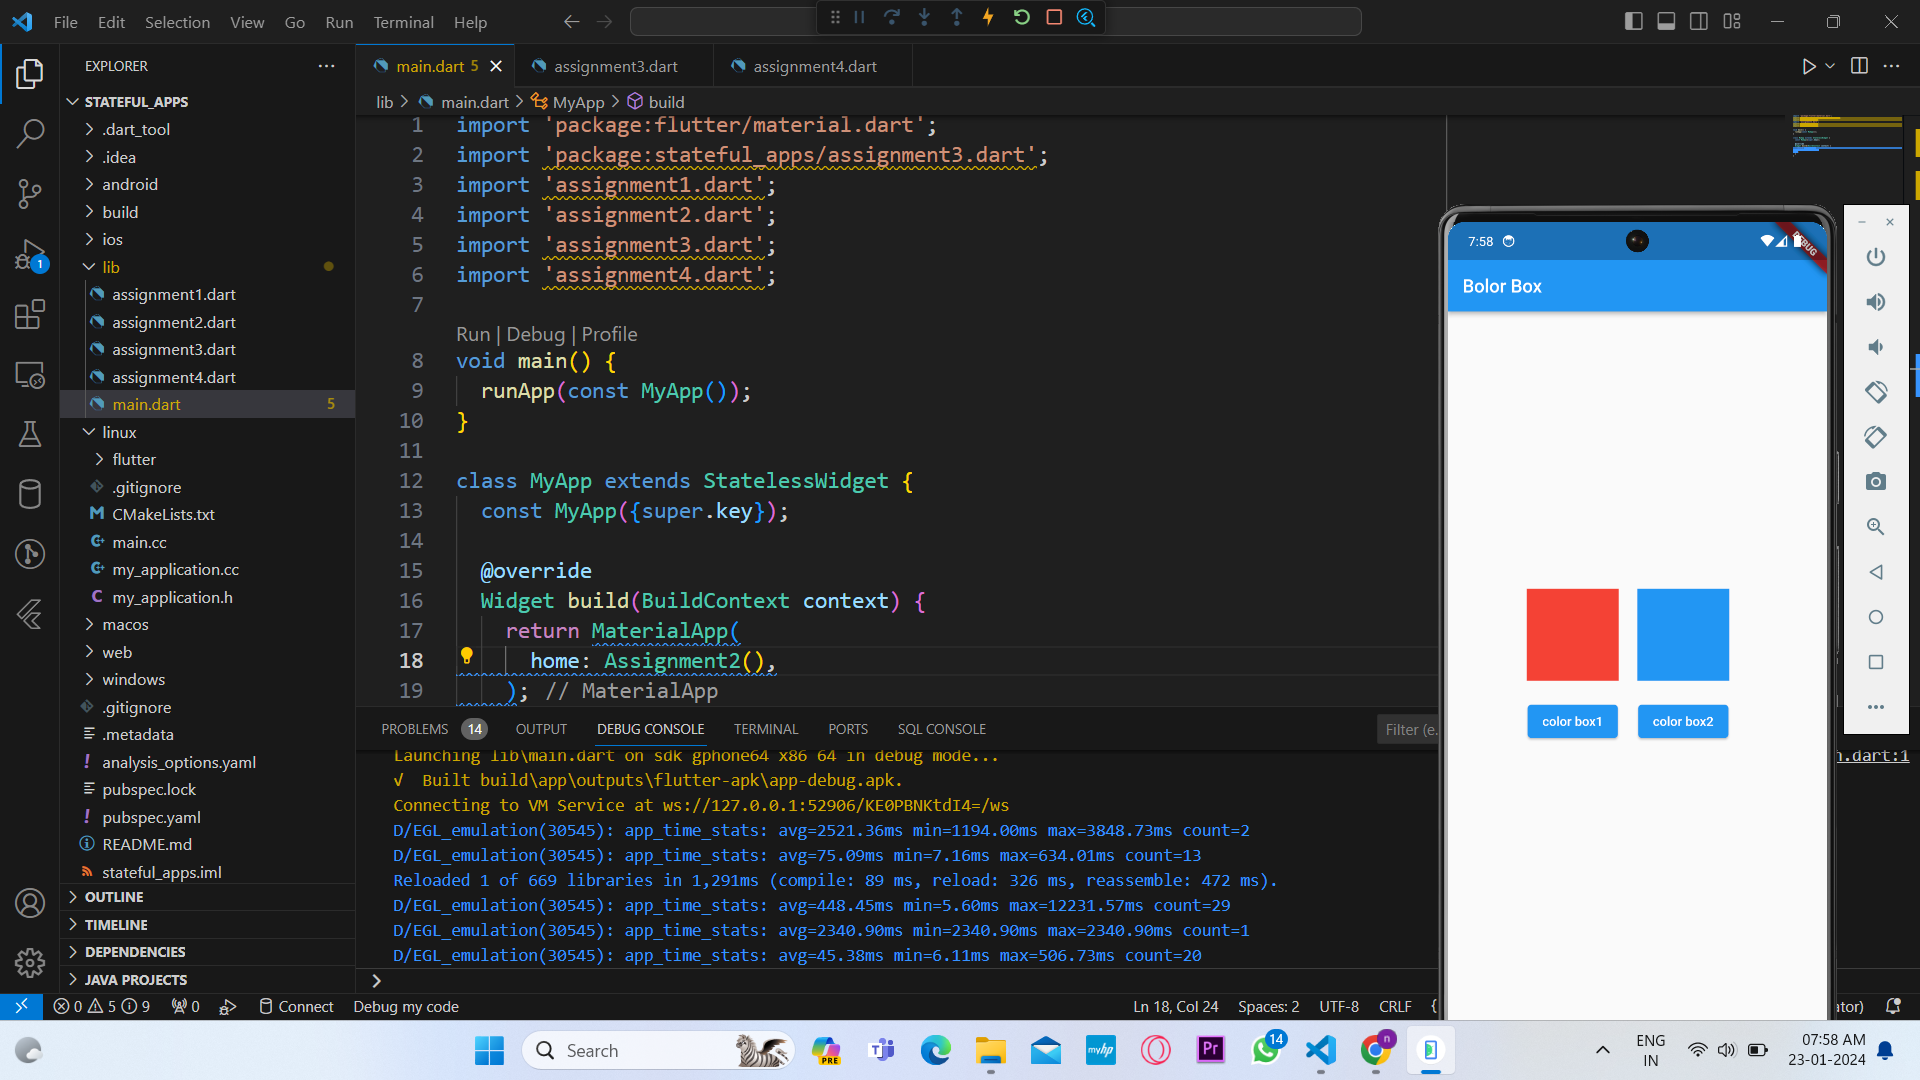 File Edit Selection View Go Run Terminal Help
EXPLORER
main.dart 5
assignment3.dart
assignment4.dart
STATEFUL_APPS
lib > main.dart > MyApp > build
.dart_tool
.idea
android
build
ios
lib
assignment1.dart
assignment2.dart
assignment3.dart
assignment4.dart
main.dart 5
linux
flutter
.gitignore
CMakeLists.txt
main.cc
my_application.cc
my_application.h
macos
web
windows
.gitignore
.metadata
analysis_options.yaml
pubspec.lock
pubspec.yaml
README.md
stateful_apps.iml
OUTLINE
TIMELINE
DEPENDENCIES
JAVA PROJECTS
1
1 import 'package:flutter/material.dart';
2 import 'package:stateful_apps/assignment3.dart';
3 import 'assignment1.dart';
4 import 'assignment2.dart';
5 import 'assignment3.dart';
6 import 'assignment4.dart';
7
Run | Debug | Profile
8 void main() {
9 runApp(const MyApp());
10 }
11
12 class MyApp extends StatelessWidget {
13 const MyApp({super.key});
14
15 @override
16 Widget build(BuildContext context) {
17 return MaterialApp(
18 home: Assignment2(),
19 ); // MaterialApp
PROBLEMS 14 OUTPUT DEBUG CONSOLE TERMINAL PORTS SQL CONSOLE
Filter (e.
Launching lib\main.dart on sdk gphone64 x86 64 in debug mode...
√ Built build\app\outputs\flutter-apk\app-debug.apk.
Connecting to VM Service at ws://127.0.0.1:52906/KE0PBNKtdI4=/ws
D/EGL_emulation(30545): app_time_stats: avg=2521.36ms min=1194.00ms max=3848.73ms count=2
D/EGL_emulation(30545): app_time_stats: avg=75.09ms min=7.16ms max=634.01ms count=13
Reloaded 1 of 669 libraries in 1,291ms (compile: 89 ms, reload: 326 ms, reassemble: 472 ms).
D/EGL_emulation(30545): app_time_stats: avg=448.45ms min=5.60ms max=12231.57ms count=29
D/EGL_emulation(30545): app_time_stats: avg=2340.90ms min=2340.90ms max=2340.90ms count=1
D/EGL_emulation(30545): app_time_stats: avg=45.38ms min=6.11ms max=506.73ms count=20
.dart:1
7:58
DEBUG
Bolor Box
color box1
color box2
0 5 9 0 Connect Debug my code
Ln 18, Col 24 Spaces: 2 UTF-8 CRLF { ator)
Search
PRE
myhp
Pr
14
n
ENG
IN
07:58 AM
23-01-2024